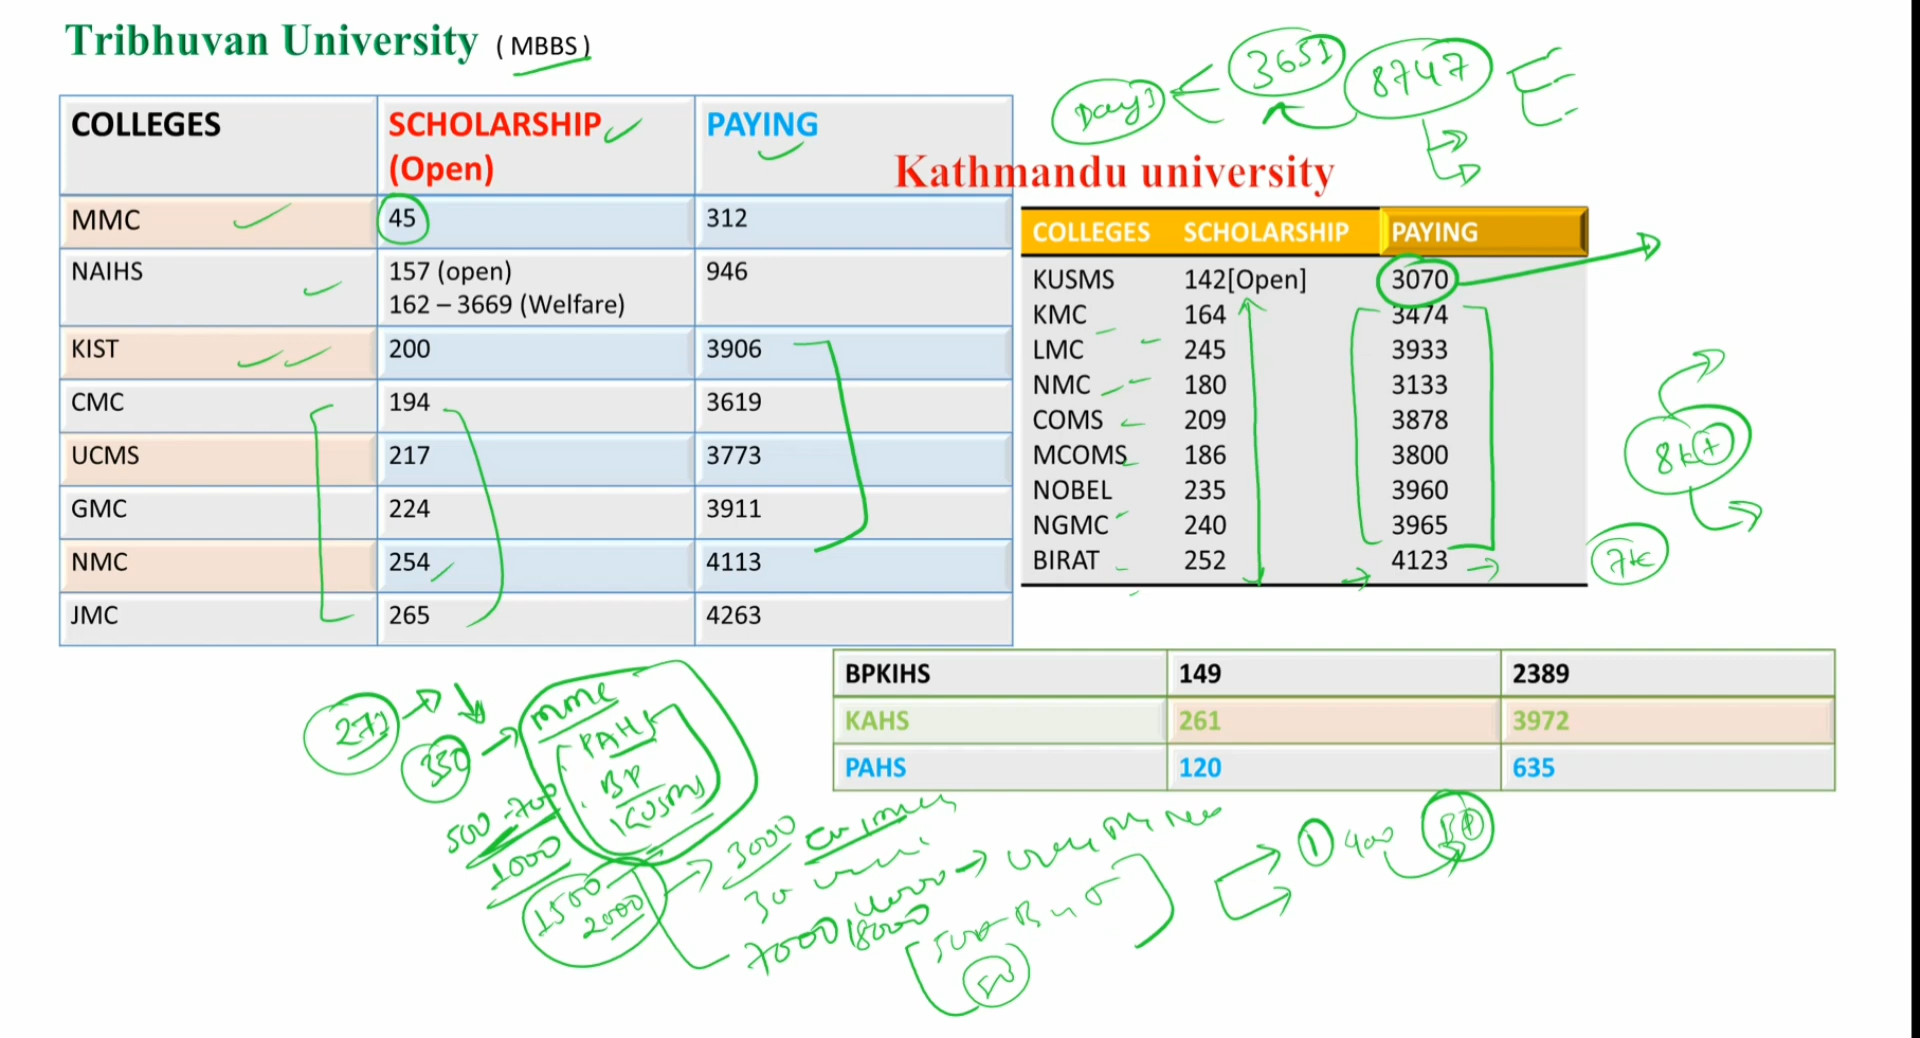 Tribhuvan University ( MBBS )
COLLEGES SCHOLARSHIP (Open) PAYING
MMC 45 312
NAIHS 157 (open) 162 – 3669 (Welfare) 946
KIST 200 3906
CMC 194 3619
UCMS 217 3773
GMC 224 3911
NMC 254 4113
JMC 265 4263
3651 8747
Kathmandu university
COLLEGES SCHOLARSHIP PAYING
KUSMS 142[Open] 3070
KMC 164 3474
LMC 245 3933
NMC 180 3133
COMS 209 3878
MCOMS 186 3800
NOBEL 235 3960
NGMC 240 3965
BIRAT 252 4123
8k+
7k
BPKIHS 149 2389
KAHS 261 3972
PAHS 120 635
MMC
PAHS
BP
KUSMS
350
500-700
1000
1500
2000
3000
7000